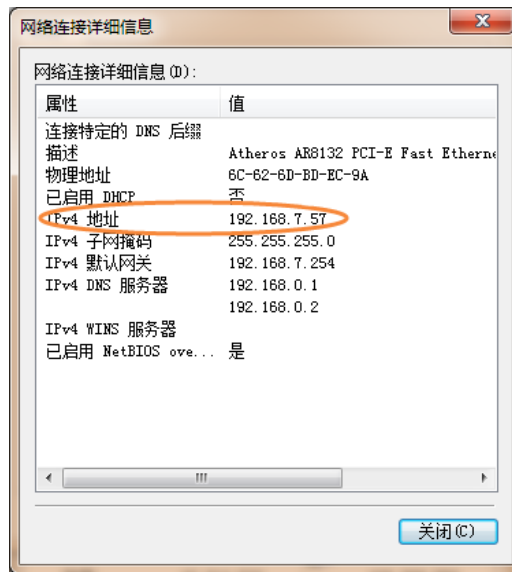 网络连接详细信息
网络连接详细信息(D):
属性 值
连接特定的 DNS 后缀
描述 Atheros AR8132 PCI-E Fast Etherne
物理地址 6C-62-6D-BD-EC-9A
已启用 DHCP 否
IPv4 地址 192.168.7.57
IPv4 子网掩码 255.255.255.0
IPv4 默认网关 192.168.7.254
IPv4 DNS 服务器 192.168.0.1
192.168.0.2
IPv4 WINS 服务器
已启用 NetBIOS ove... 是
关闭(C)